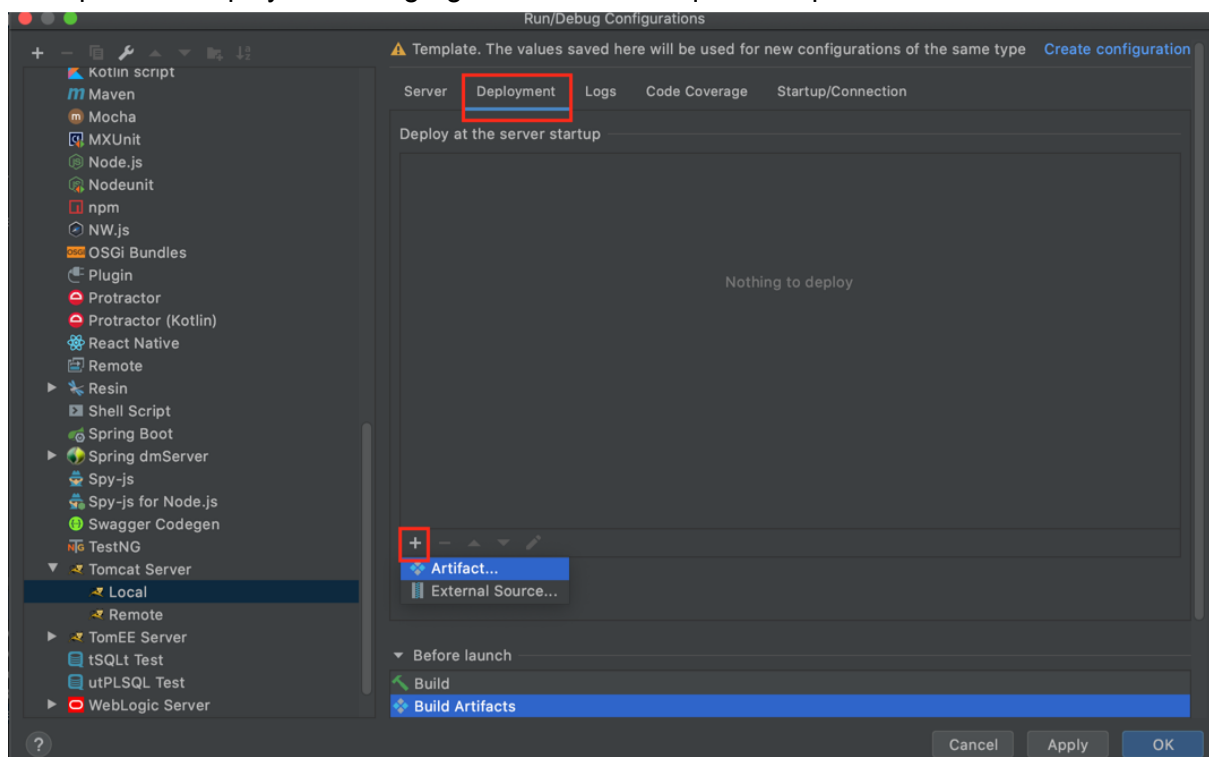 Run/Debug Configurations
Template. The values saved here will be used for new configurations of the same type Create configuration
Kotlin script
Maven
Mocha
MXUnit
Node.js
Nodeunit
npm
NW.js
OSGi Bundles
Plugin
Protractor
Protractor (Kotlin)
React Native
Remote
Resin
Shell Script
Spring Boot
Spring dmServer
Spy-js
Spy-js for Node.js
Swagger Codegen
TestNG
Tomcat Server
Local
Remote
TomEE Server
tSQLt Test
utPLSQL Test
WebLogic Server
Server Deployment Logs Code Coverage Startup/Connection
Deploy at the server startup
Nothing to deploy
Artifact...
External Source...
Before launch
Build
Build Artifacts
? Cancel Apply OK